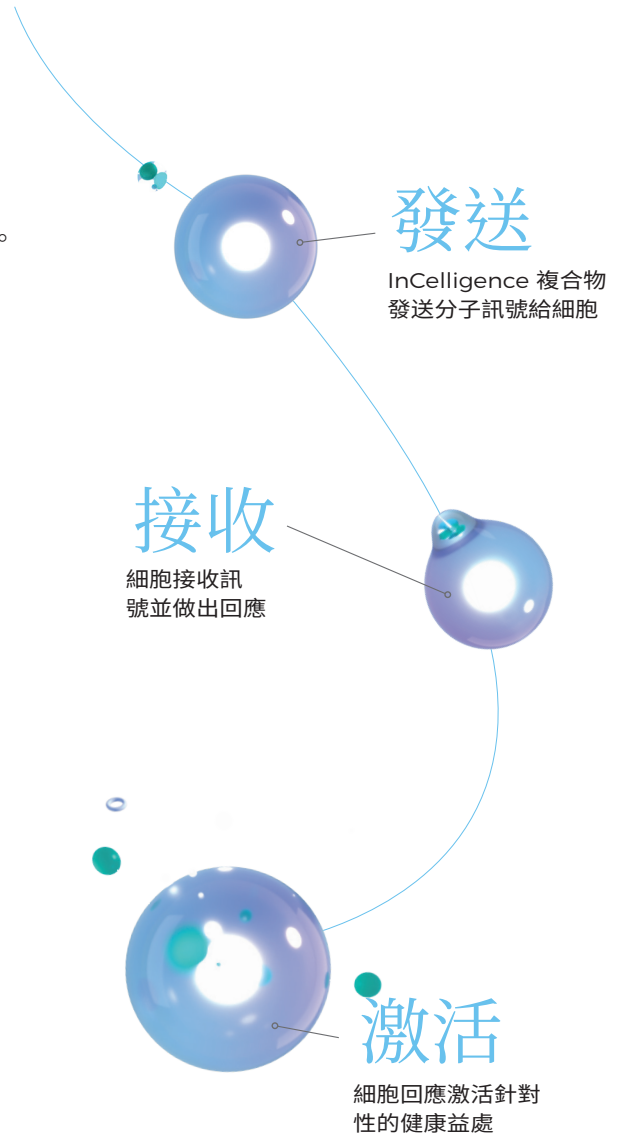 。
發送
InCelligence 複合物
發送分子訊號給細胞
接收
細胞接收訊
號並做出回應
激活
細胞回應激活針對
性的健康益處